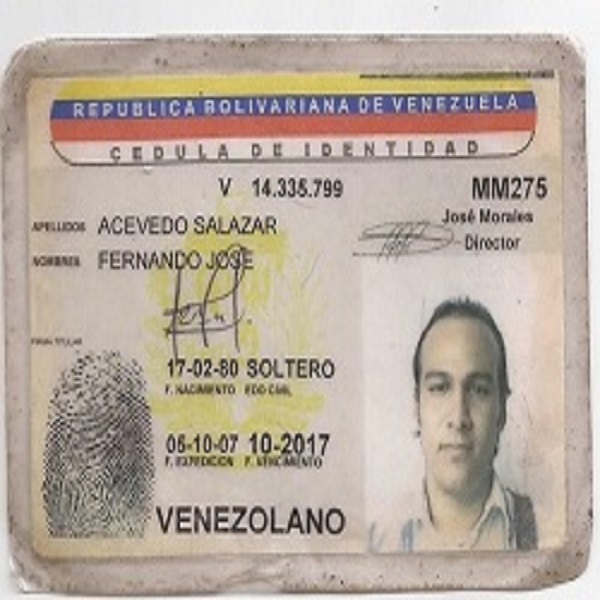 REPUBLICA BOLIVARIANA DE VENEZUELA
CEDULA DE IDENTIDAD
V 14.335.799 MM275
José Morales
Director
APELLIDOS ACEVEDO SALAZAR
NOMBRES FERNANDO JOSE
FIRMA TITULAR
17-02-80 SOLTERO
F. NACIMIENTO EDO CIVIL
05-10-07 10-2017
F. EXPEDICION F. VENCIMIENTO
VENEZOLANO